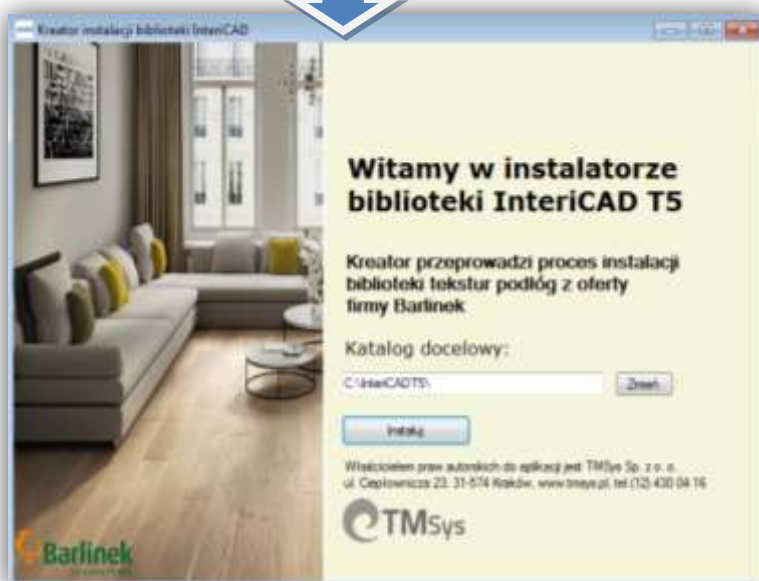 Kreator instalacji biblioteki InteriCAD
Witamy w instalatorze
biblioteki InteriCAD T5
Kreator przeprowadzi proces instalacji
biblioteki tekstur podłóg z oferty
firmy Barlinek
Katalog docelowy:
C:\InteriCADT5\
Zmień
Instaluj
Właścicielem praw autorskich do aplikacji jest TMSys Sp. z o. o.
ul. Ciepłownicza 23, 31-574 Kraków, www.tmsys.pl, tel (12) 430 04 16
TMSys
Barlinek